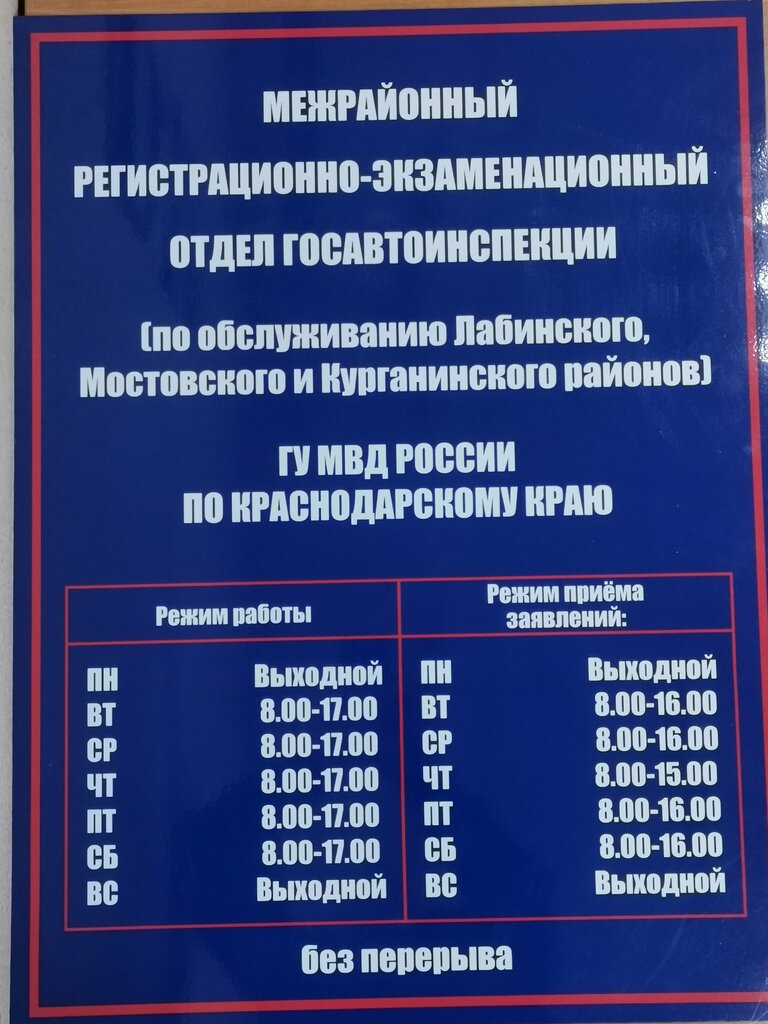 МЕЖРАЙОННЫЙ
РЕГИСТРАЦИОННО-ЭКЗАМЕНАЦИОННЫЙ
ОТДЕЛ ГОСАВТОИНСПЕКЦИИ
(по обслуживанию Лабинского,
Мостовского и Курганинского районов)
ГУ МВД РОССИИ
ПО КРАСНОДАРСКОМУ КРАЮ
Режим работы
ПН Выходной
ВТ 8.00-17.00
СР 8.00-17.00
ЧТ 8.00-17.00
ПТ 8.00-17.00
СБ 8.00-17.00
ВС Выходной
Режим приёма
заявлений:
ПН Выходной
ВТ 8.00-16.00
СР 8.00-16.00
ЧТ 8.00-15.00
ПТ 8.00-16.00
СБ 8.00-16.00
ВС Выходной
без перерыва